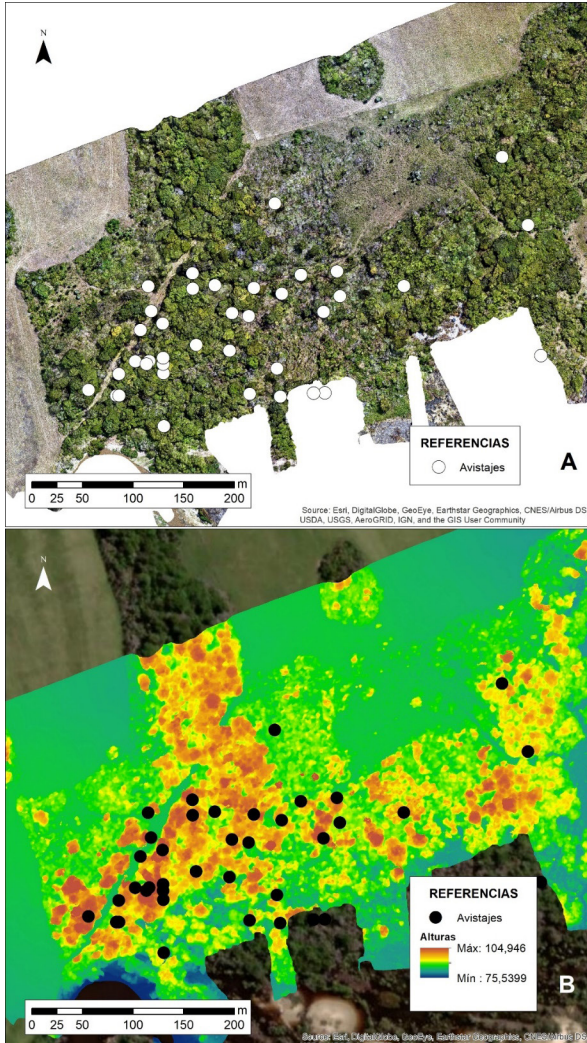 N
REFERENCIAS
Avistajes
A
m
0 25 50 100 150 200
Source: Esri, DigitalGlobe, GeoEye, Earthstar Geographics, CNES/Airbus DS
USDA, USGS, AeroGRID, IGN, and the GIS User Community
N
REFERENCIAS
Avistajes
Alturas
Máx: 104,946
Mín : 75,5399
B
m
0 25 50 100 150 200
Source: Esri, DigitalGlobe, GeoEye, Earthstar Geographics, CNES/Airbus DS